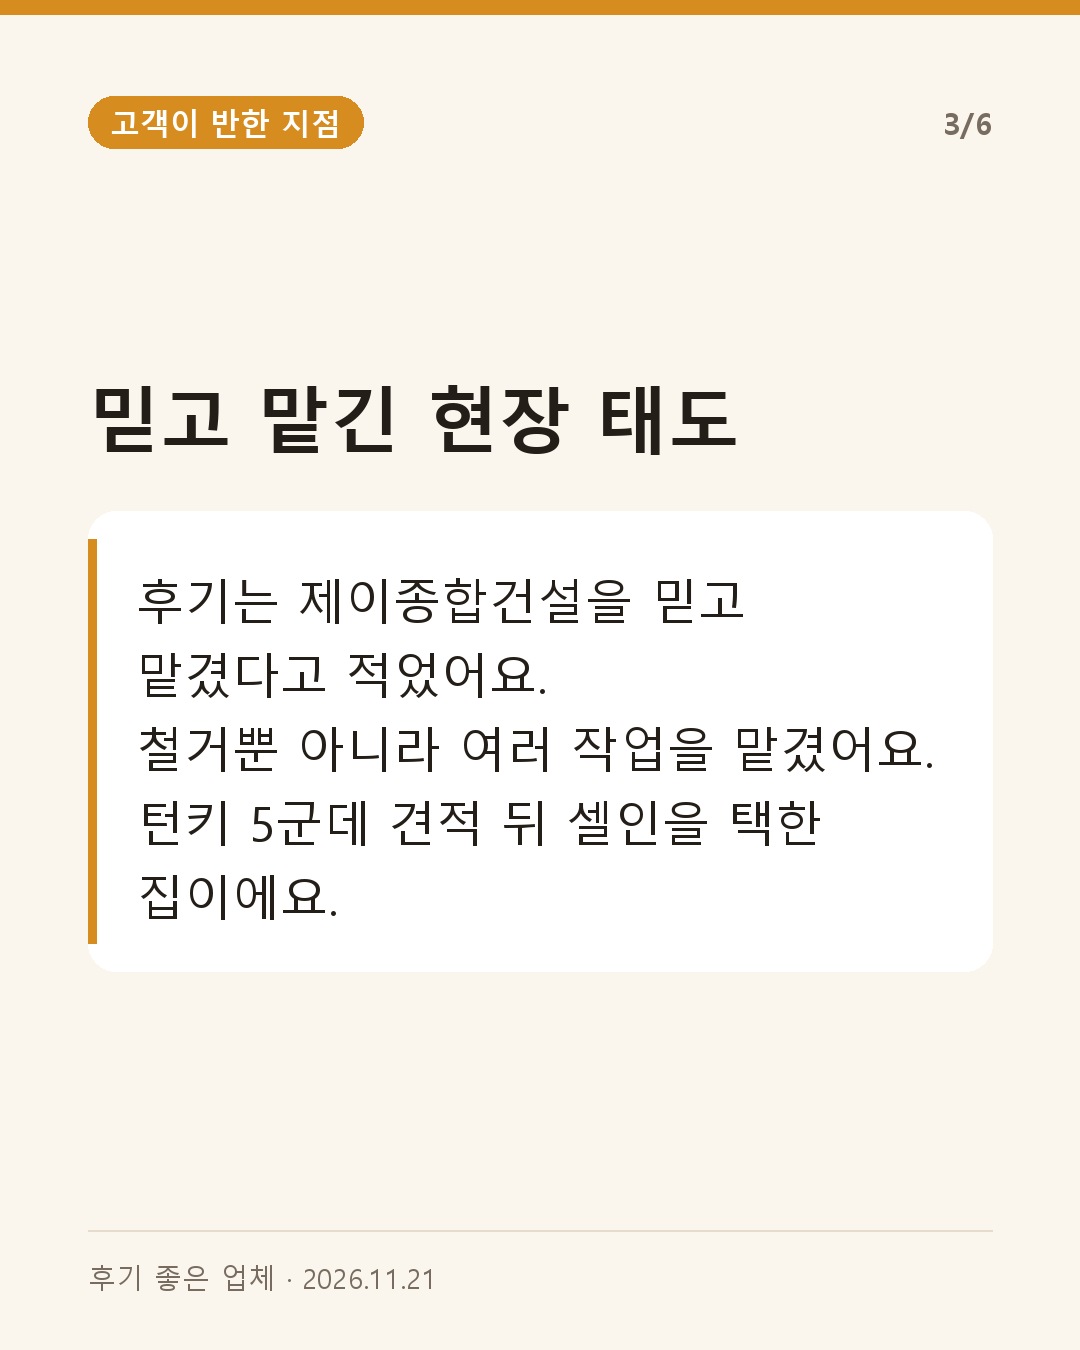 고객이 반한 지점
3/6
믿고 맡긴 현장 태도
후기는 제이종합건설을 믿고
맡겼다고 적었어요.
철거뿐 아니라 여러 작업을 맡겼어요.
턴키 5군데 견적 뒤 셀인을 택한
집이에요.
후기 좋은 업체 · 2026.11.21